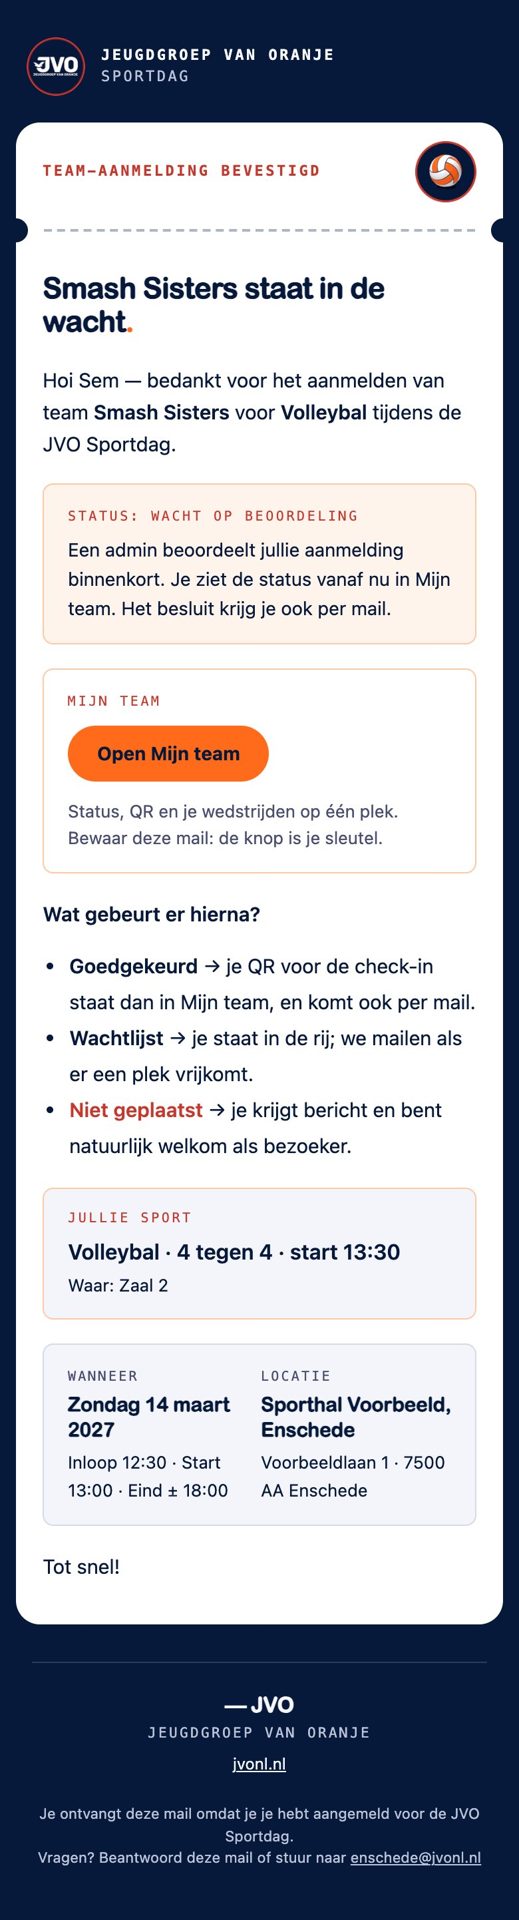 JVO
JEUGDGROEP VAN ORANJE
JEUGDGROEP VAN ORANJE
SPORTDAG
TEAM-AANMELDING BEVESTIGD
Smash Sisters staat in de
wacht.
Hoi Sem — bedankt voor het aanmelden van
team Smash Sisters voor Volleybal tijdens de
JVO Sportdag.
STATUS: WACHT OP BEOORDELING
Een admin beoordeelt jullie aanmelding
binnenkort. Je ziet de status vanaf nu in Mijn
team. Het besluit krijg je ook per mail.
MIJN TEAM
Open Mijn team
Status, QR en je wedstrijden op één plek.
Bewaar deze mail: de knop is je sleutel.
Wat gebeurt er hierna?
• Goedgekeurd → je QR voor de check-in
staat dan in Mijn team, en komt ook per mail.
• Wachtlijst → je staat in de rij; we mailen als
er een plek vrijkomt.
• Niet geplaatst → je krijgt bericht en bent
natuurlijk welkom als bezoeker.
JULLIE SPORT
Volleybal · 4 tegen 4 · start 13:30
Waar: Zaal 2
WANNEER
Zondag 14 maart
2027
Inloop 12:30 · Start
13:00 · Eind ± 18:00
LOCATIE
Sporthal Voorbeeld,
Enschede
Voorbeeldlaan 1 · 7500
AA Enschede
Tot snel!
— JVO
JEUGDGROEP VAN ORANJE
jvonl.nl
Je ontvangt deze mail omdat je je hebt aangemeld voor de JVO
Sportdag.
Vragen? Beantwoord deze mail of stuur naar enschede@jvonl.nl